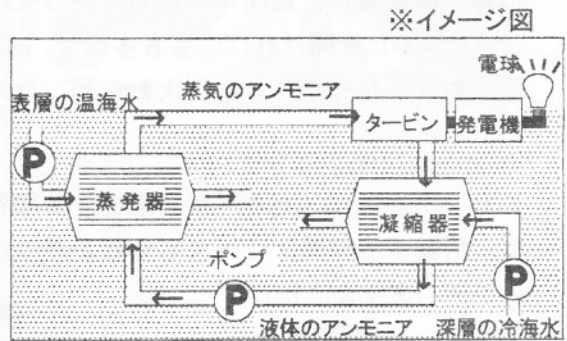 ※イメージ図
電球
蒸気のアンモニア
表層の温海水
タービン
発電機
P
蒸発器
凝縮器
ポンプ
P
P
液体のアンモニア
深層の冷海水